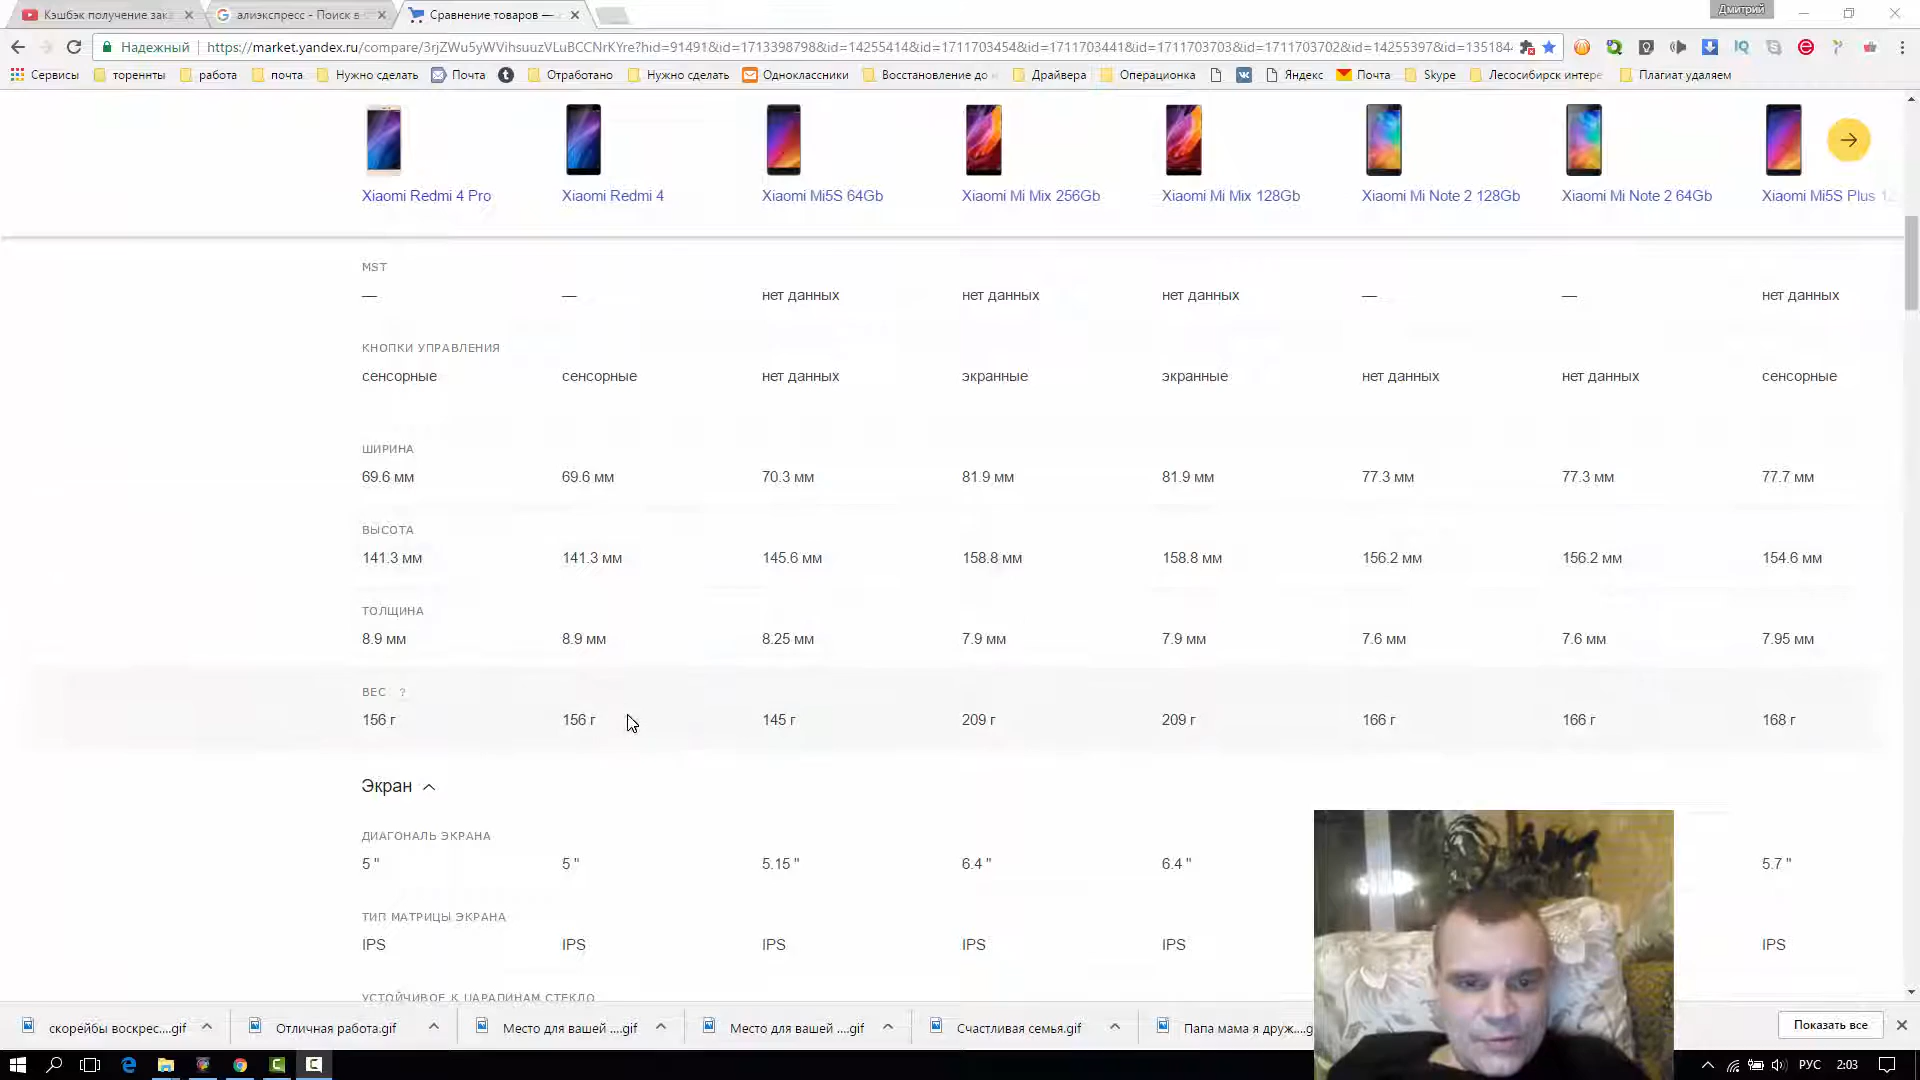 Кэшбэк получение зак
алиэкспресс - Поиск в
Сравнение товаров —
Дмитрий
Надежный
https://market.yandex.ru/compare/3rjZWu5yWVihsuuzVLuBCCNrKYre?hid=91491&id=1713398798&id=14255414&id=1711703454&id=1711703441&id=1711703703&id=1711703702&id=14255397&id=135184
Сервисы
тореннты
работа
почта
Нужно сделать
Почта
Отработано
Нужно сделать
Одноклассники
Восстановление до
Драйвера
Операционка
Яндекс
Почта
Skype
Лесосибирск интере
Плагиат удаляем
Xiaomi Redmi 4 Pro
Xiaomi Redmi 4
Xiaomi Mi5S 64Gb
Xiaomi Mi Mix 256Gb
Xiaomi Mi Mix 128Gb
Xiaomi Mi Note 2 128Gb
Xiaomi Mi Note 2 64Gb
Xiaomi Mi5S Plus 12
MST
— — нет данных нет данных нет данных — — нет данных
КНОПКИ УПРАВЛЕНИЯ
сенсорные сенсорные нет данных экранные экранные нет данных нет данных сенсорные
ШИРИНА
69.6 мм 69.6 мм 70.3 мм 81.9 мм 81.9 мм 77.3 мм 77.3 мм 77.7 мм
ВЫСОТА
141.3 мм 141.3 мм 145.6 мм 158.8 мм 158.8 мм 156.2 мм 156.2 мм 154.6 мм
ТОЛЩИНА
8.9 мм 8.9 мм 8.25 мм 7.9 мм 7.9 мм 7.6 мм 7.6 мм 7.95 мм
ВЕС ?
156 г 156 г 145 г 209 г 209 г 166 г 166 г 168 г
Экран
ДИАГОНАЛЬ ЭКРАНА
5 " 5 " 5.15 " 6.4 " 6.4 " 5.7 "
ТИП МАТРИЦЫ ЭКРАНА
IPS IPS IPS IPS IPS IPS
УСТОЙЧИВОЕ К ЦАРАПИНАМ СТЕКЛО
скорейбы воскрес....gif
Отличная работа.gif
Место для вашей ....gif
Место для вашей ....gif
Счастливая семья.gif
Папа мама я друж....g
Показать все
РУС
2:03